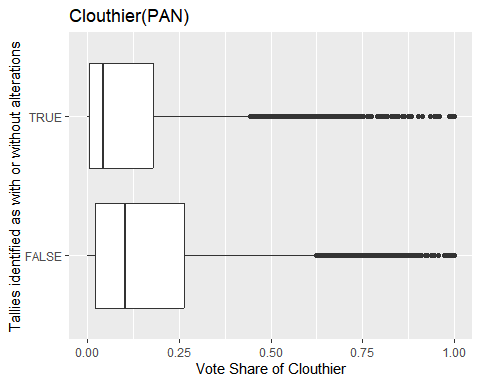 Clouthier(PAN)
Tallies identified as with or without alterations
TRUE
FALSE
0.00 0.25 0.50 0.75 1.00
Vote Share of Clouthier